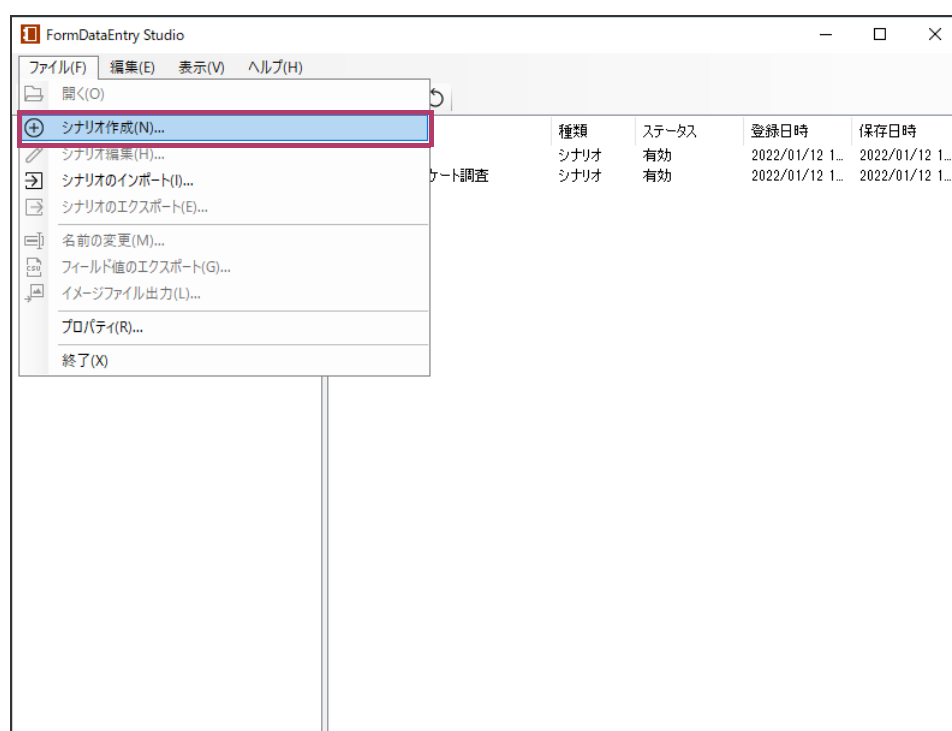 FormDataEntry Studio
ファイル(F) 編集(E) 表示(V) ヘルプ(H)
開く(O)
シナリオ作成(N)...
シナリオ編集(H)...
シナリオのインポート(I)...
シナリオのエクスポート(E)...
名前の変更(M)...
フィールド値のエクスポート(G)...
イメージファイル出力(L)...
プロパティ(R)...
終了(X)
種類 ステータス 登録日時 保存日時
シナリオ 有効 2022/01/12 1... 2022/01/12 1...
ケート調査 シナリオ 有効 2022/01/12 1... 2022/01/12 1...